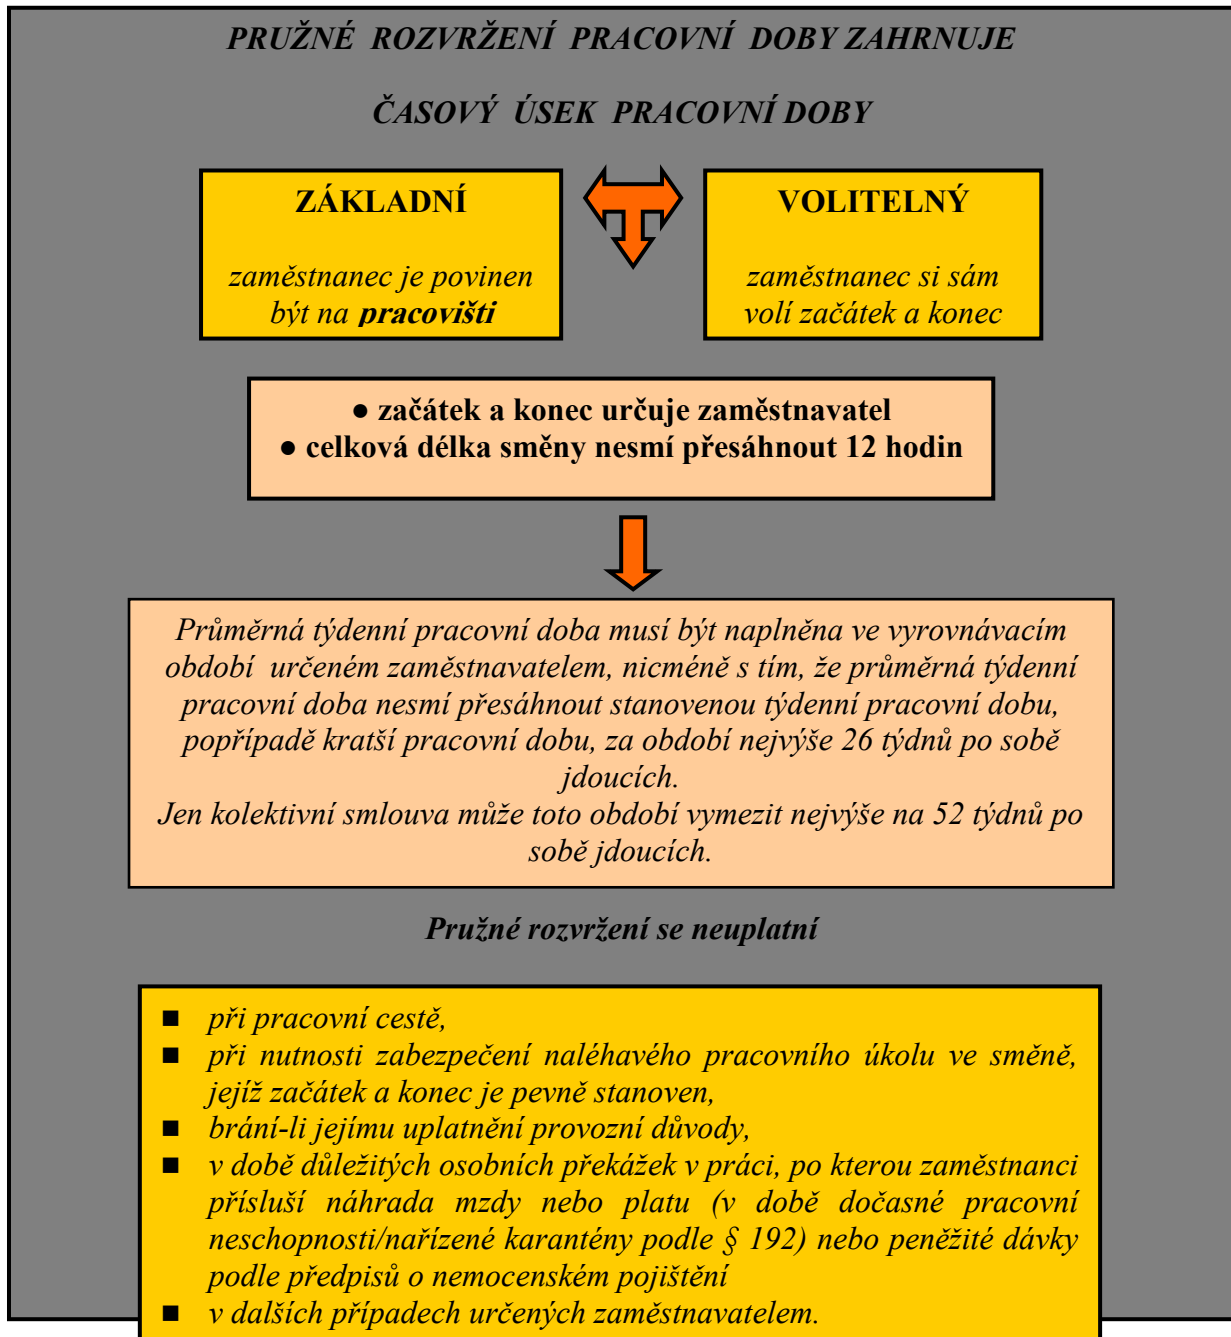 PRUŽNÉ ROZVRŽENÍ PRACOVNÍ DOBY ZAHRNUJE
ČASOVÝ ÚSEK PRACOVNÍ DOBY
ZÁKLADNÍ
zaměstnanec je povinen
být na pracovišti
VOLITELNÝ
zaměstnanec si sám
volí začátek a konec
● začátek a konec určuje zaměstnavatel
● celková délka směny nesmí přesáhnout 12 hodin
Průměrná týdenní pracovní doba musí být naplněna ve vyrovnávacím
období určeném zaměstnavatelem, nicméně s tím, že průměrná týdenní
pracovní doba nesmí přesáhnout stanovenou týdenní pracovní dobu,
popřípadě kratší pracovní dobu, za období nejvýše 26 týdnů po sobě
jdoucích.
Jen kolektivní smlouva může toto období vymezit nejvýše na 52 týdnů po
sobě jdoucích.
Pružné rozvržení se neuplatní
■ při pracovní cestě,
■ při nutnosti zabezpečení naléhavého pracovního úkolu ve směně,
jejíž začátek a konec je pevně stanoven,
■ brání-li jejímu uplatnění provozní důvody,
■ v době důležitých osobních překážek v práci, po kterou zaměstnanci
přísluší náhrada mzdy nebo platu (v době dočasné pracovní
neschopnosti/nařízené karantény podle § 192) nebo peněžité dávky
podle předpisů o nemocenském pojištění
■ v dalších případech určených zaměstnavatelem.